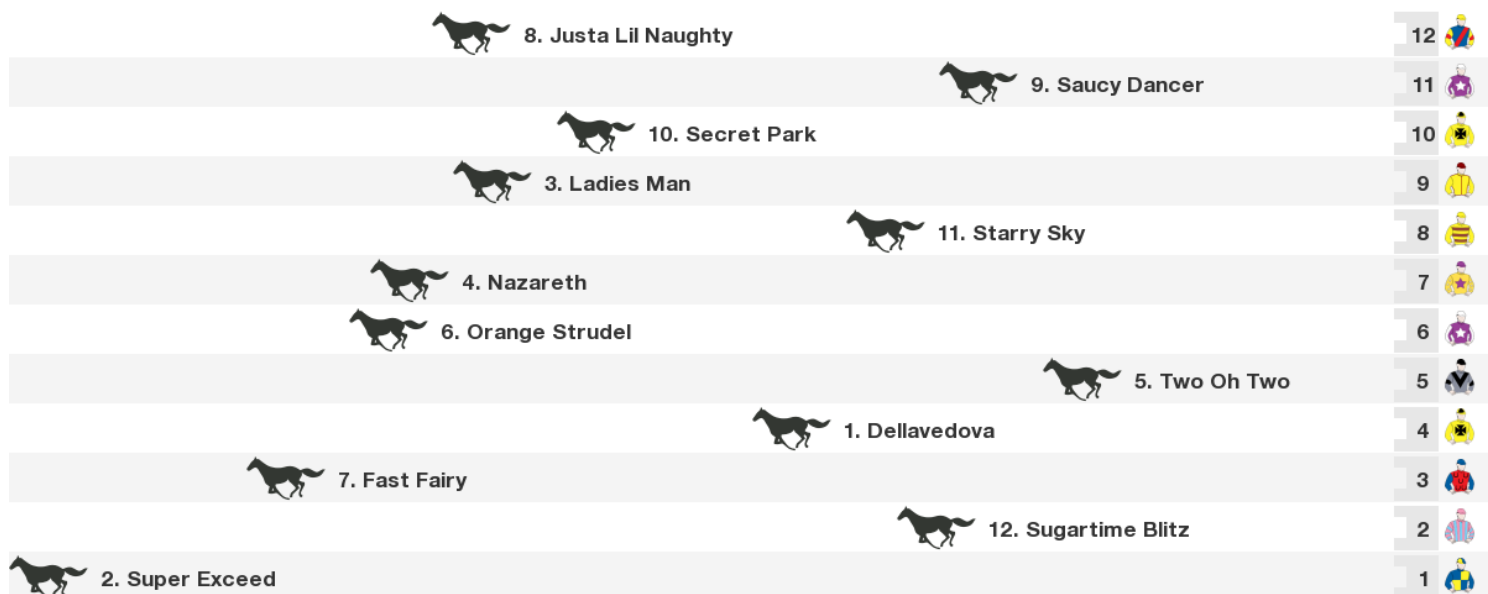 8. Justa Lil Naughty 12
9. Saucy Dancer 11
10. Secret Park 10
3. Ladies Man 9
11. Starry Sky 8
4. Nazareth 7
6. Orange Strudel 6
5. Two Oh Two 5
1. Dellavedova 4
7. Fast Fairy 3
12. Sugartime Blitz 2
2. Super Exceed 1